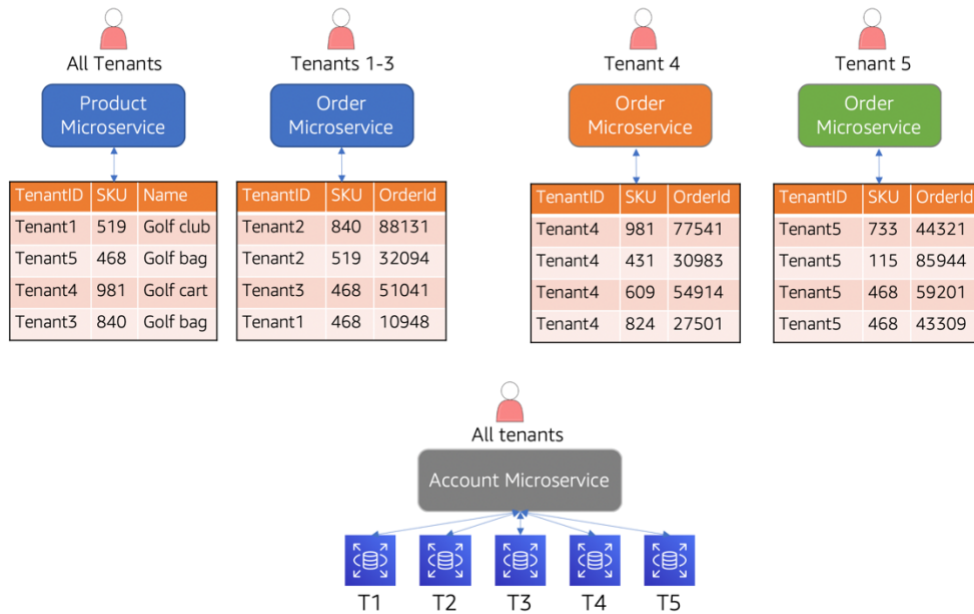 All Tenants
Tenants 1-3
Tenant 4
Tenant 5
Product
Microservice
Order
Microservice
Order
Microservice
Order
Microservice
TenantID SKU Name
Tenant1 519 Golf club
Tenant5 468 Golf bag
Tenant4 981 Golf cart
Tenant3 840 Golf bag
TenantID SKU OrderId
Tenant2 840 88131
Tenant2 519 32094
Tenant3 468 51041
Tenant1 468 10948
TenantID SKU OrderId
Tenant4 981 77541
Tenant4 431 30983
Tenant4 609 54914
Tenant4 824 27501
TenantID SKU OrderId
Tenant5 733 44321
Tenant5 115 85944
Tenant5 468 59201
Tenant5 468 43309
All tenants
Account Microservice
T1 T2 T3 T4 T5